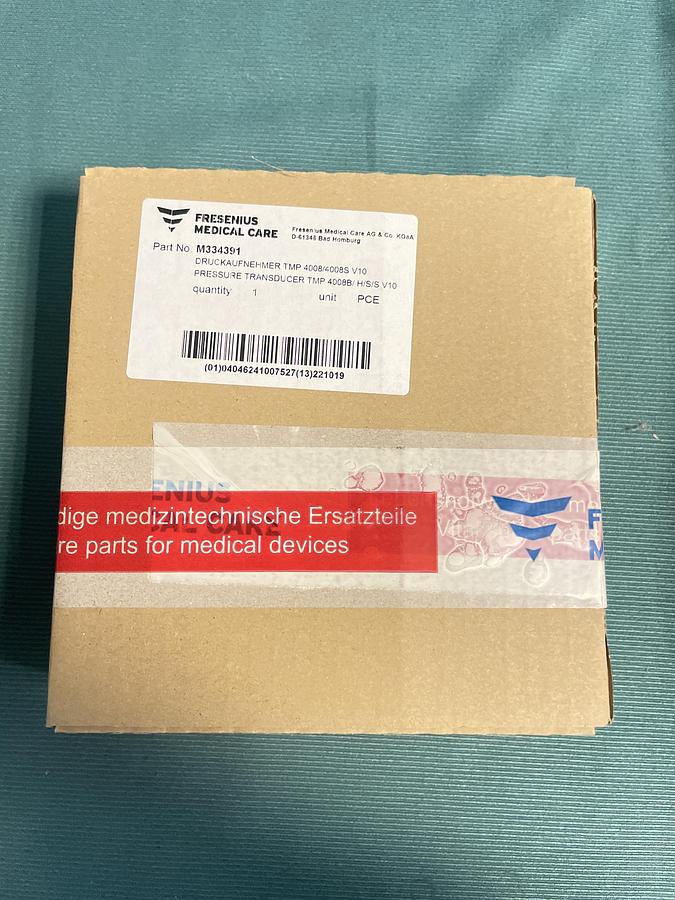 FRESENIUS
MEDICAL CARE
Fresenius Medical Care AG & Co. KGaA
D-61346 Bad Homburg
Part No. M334391
DRUCKAUFNEHMER TMP 4008/4008S V10
PRESSURE TRANSDUCER TMP 4008B/ H/S/S V10
quantity 1 unit PCE
(01)04046241007527(13)221019
ENIUS
CAL CARE
dige medizintechnische Ersatzteile
re parts for medical devices
F
M